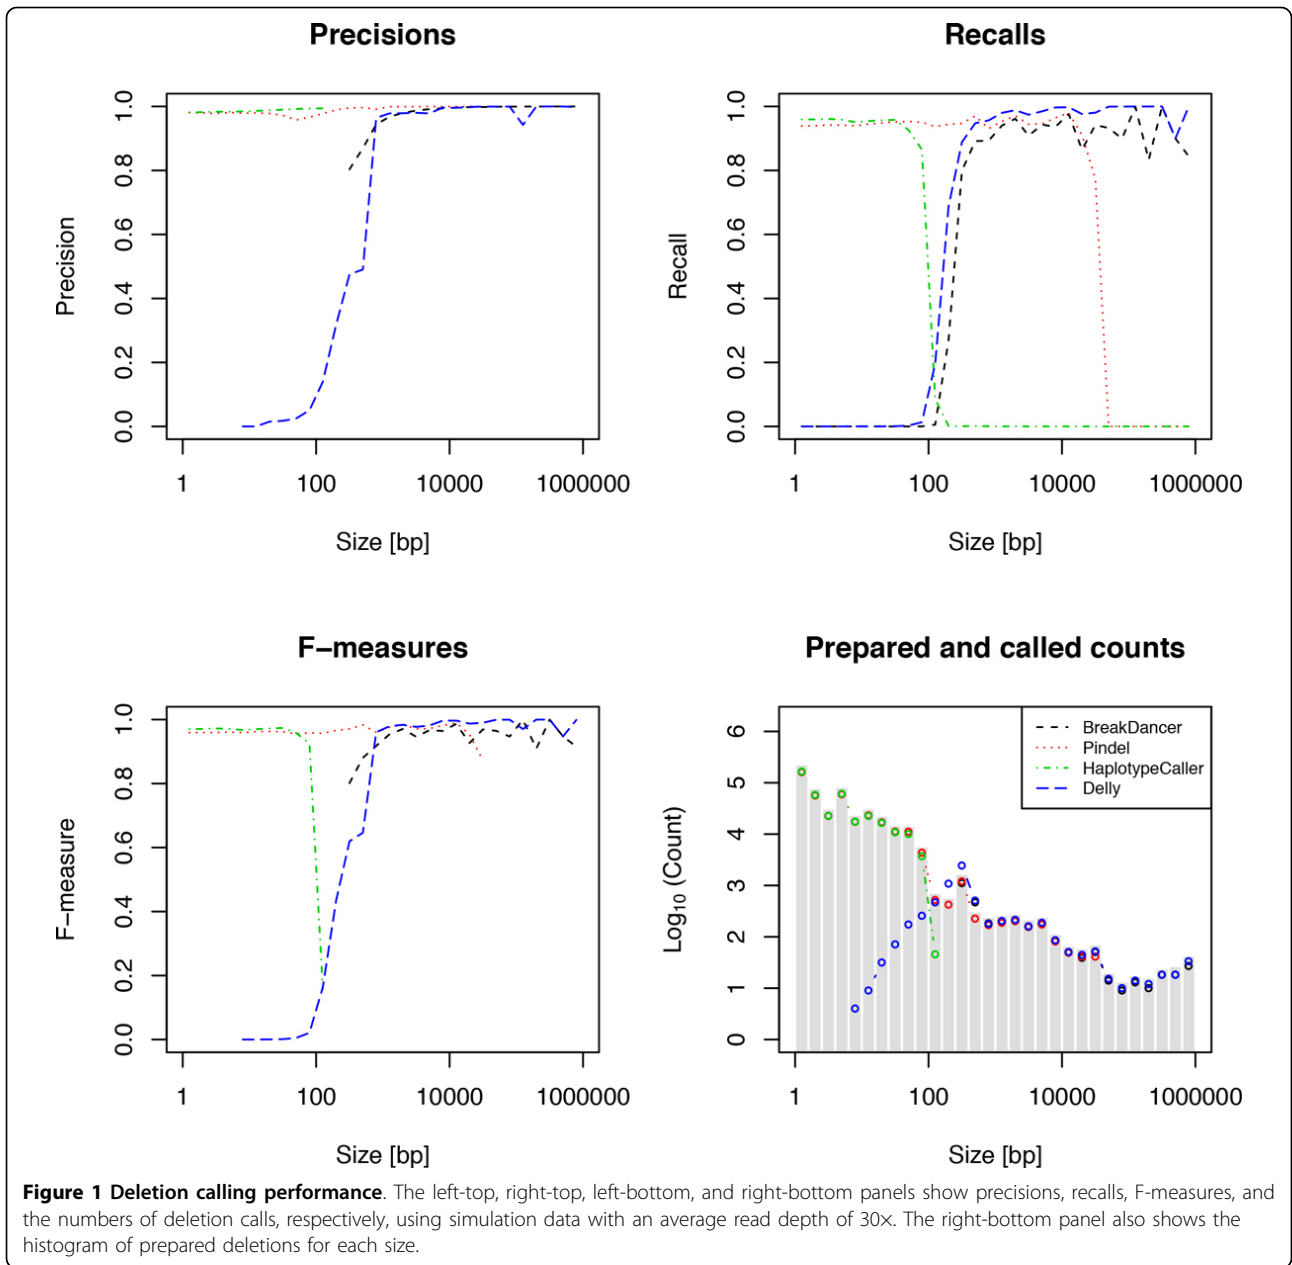 Precisions
1.0
0.8
0.6
0.4
0.2
0.0
Precision
1 100 10000 1000000
Size [bp]
Recalls
1.0
0.8
0.6
0.4
0.2
0.0
Recall
1 100 10000 1000000
Size [bp]
F−measures
1.0
0.8
0.6
0.4
0.2
0.0
F−measure
1 100 10000 1000000
Size [bp]
Prepared and called counts
6
5
4
3
2
1
0
Log10 (Count)
BreakDancer
Pindel
HaplotypeCaller
Delly
1 100 10000 1000000
Size [bp]
Figure 1 Deletion calling performance. The left-top, right-top, left-bottom, and right-bottom panels show precisions, recalls, F-measures, and
the numbers of deletion calls, respectively, using simulation data with an average read depth of 30×. The right-bottom panel also shows the
histogram of prepared deletions for each size.